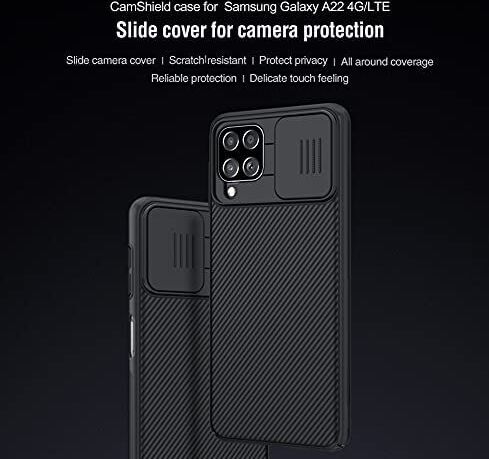 CamShield case for Samsung Galaxy A22 4G/LTE
Slide cover for camera protection
Slide camera cover | Scratch resistant | Protect privacy | All around coverage
Reliable protection | Delicate touch feeling